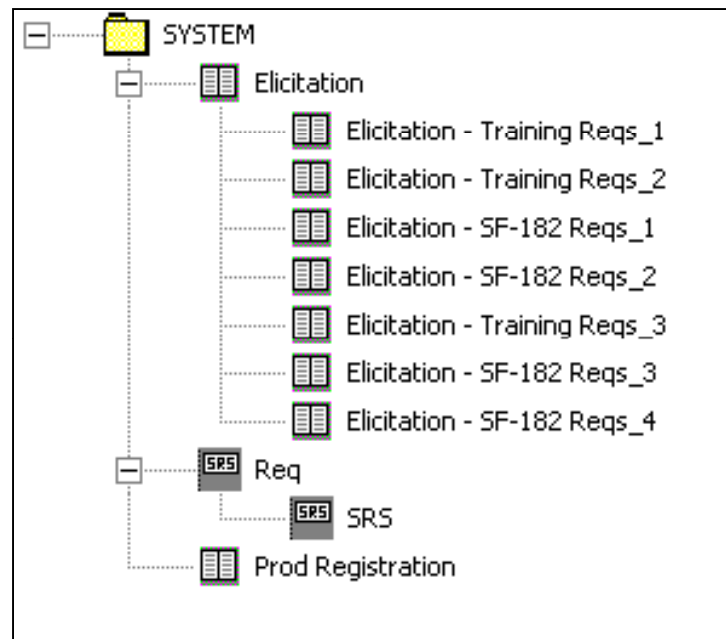 SYSTEM
Elicitation
Elicitation - Training Reqs_1
Elicitation - Training Reqs_2
Elicitation - SF-182 Reqs_1
Elicitation - SF-182 Reqs_2
Elicitation - Training Reqs_3
Elicitation - SF-182 Reqs_3
Elicitation - SF-182 Reqs_4
SRS Req
SRS SRS
Prod Registration